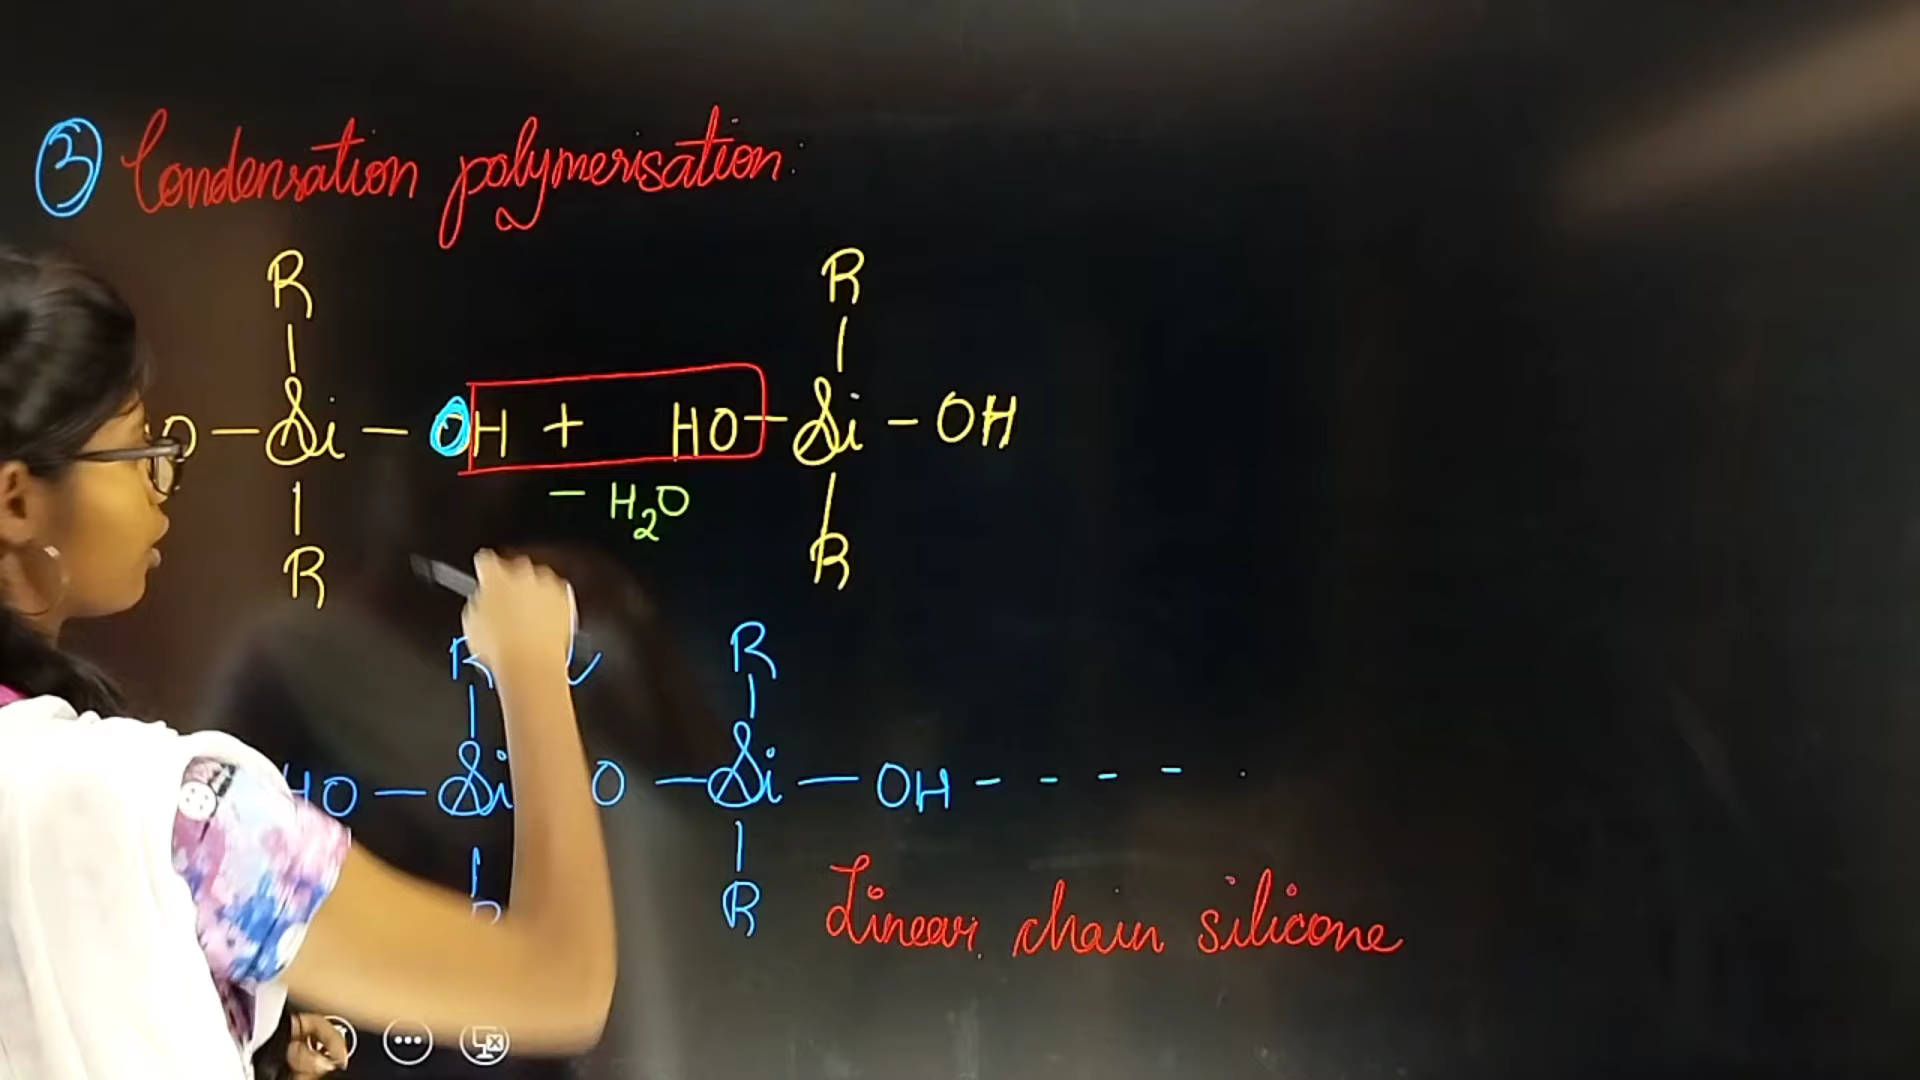 3 Condensation polymerisation:
R R
O — Si — OH + HO — Si — OH
− H2O
R R
R R
HO — Si O — Si — OH - - - -
R R
Linear chain silicone